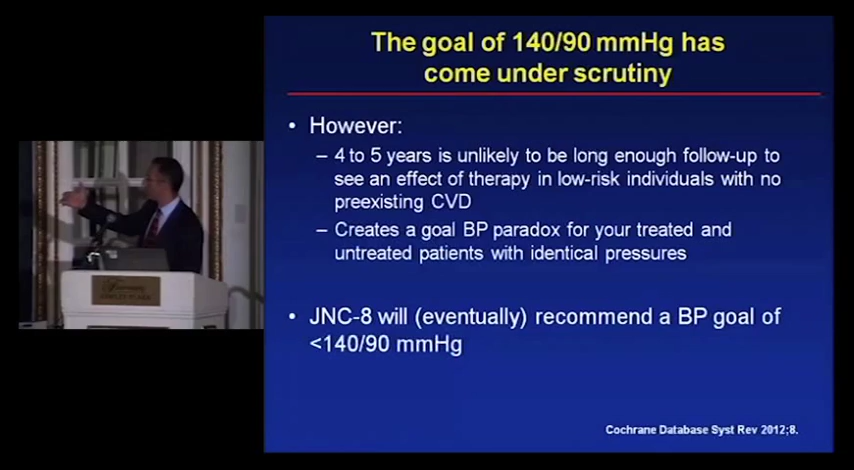 The goal of 140/90 mmHg has
come under scrutiny
• However:
– 4 to 5 years is unlikely to be long enough follow-up to
see an effect of therapy in low-risk individuals with no
preexisting CVD
– Creates a goal BP paradox for your treated and
untreated patients with identical pressures
• JNC-8 will (eventually) recommend a BP goal of
<140/90 mmHg
Cochrane Database Syst Rev 2012;8.
Fairmont
COPLEY PLAZA